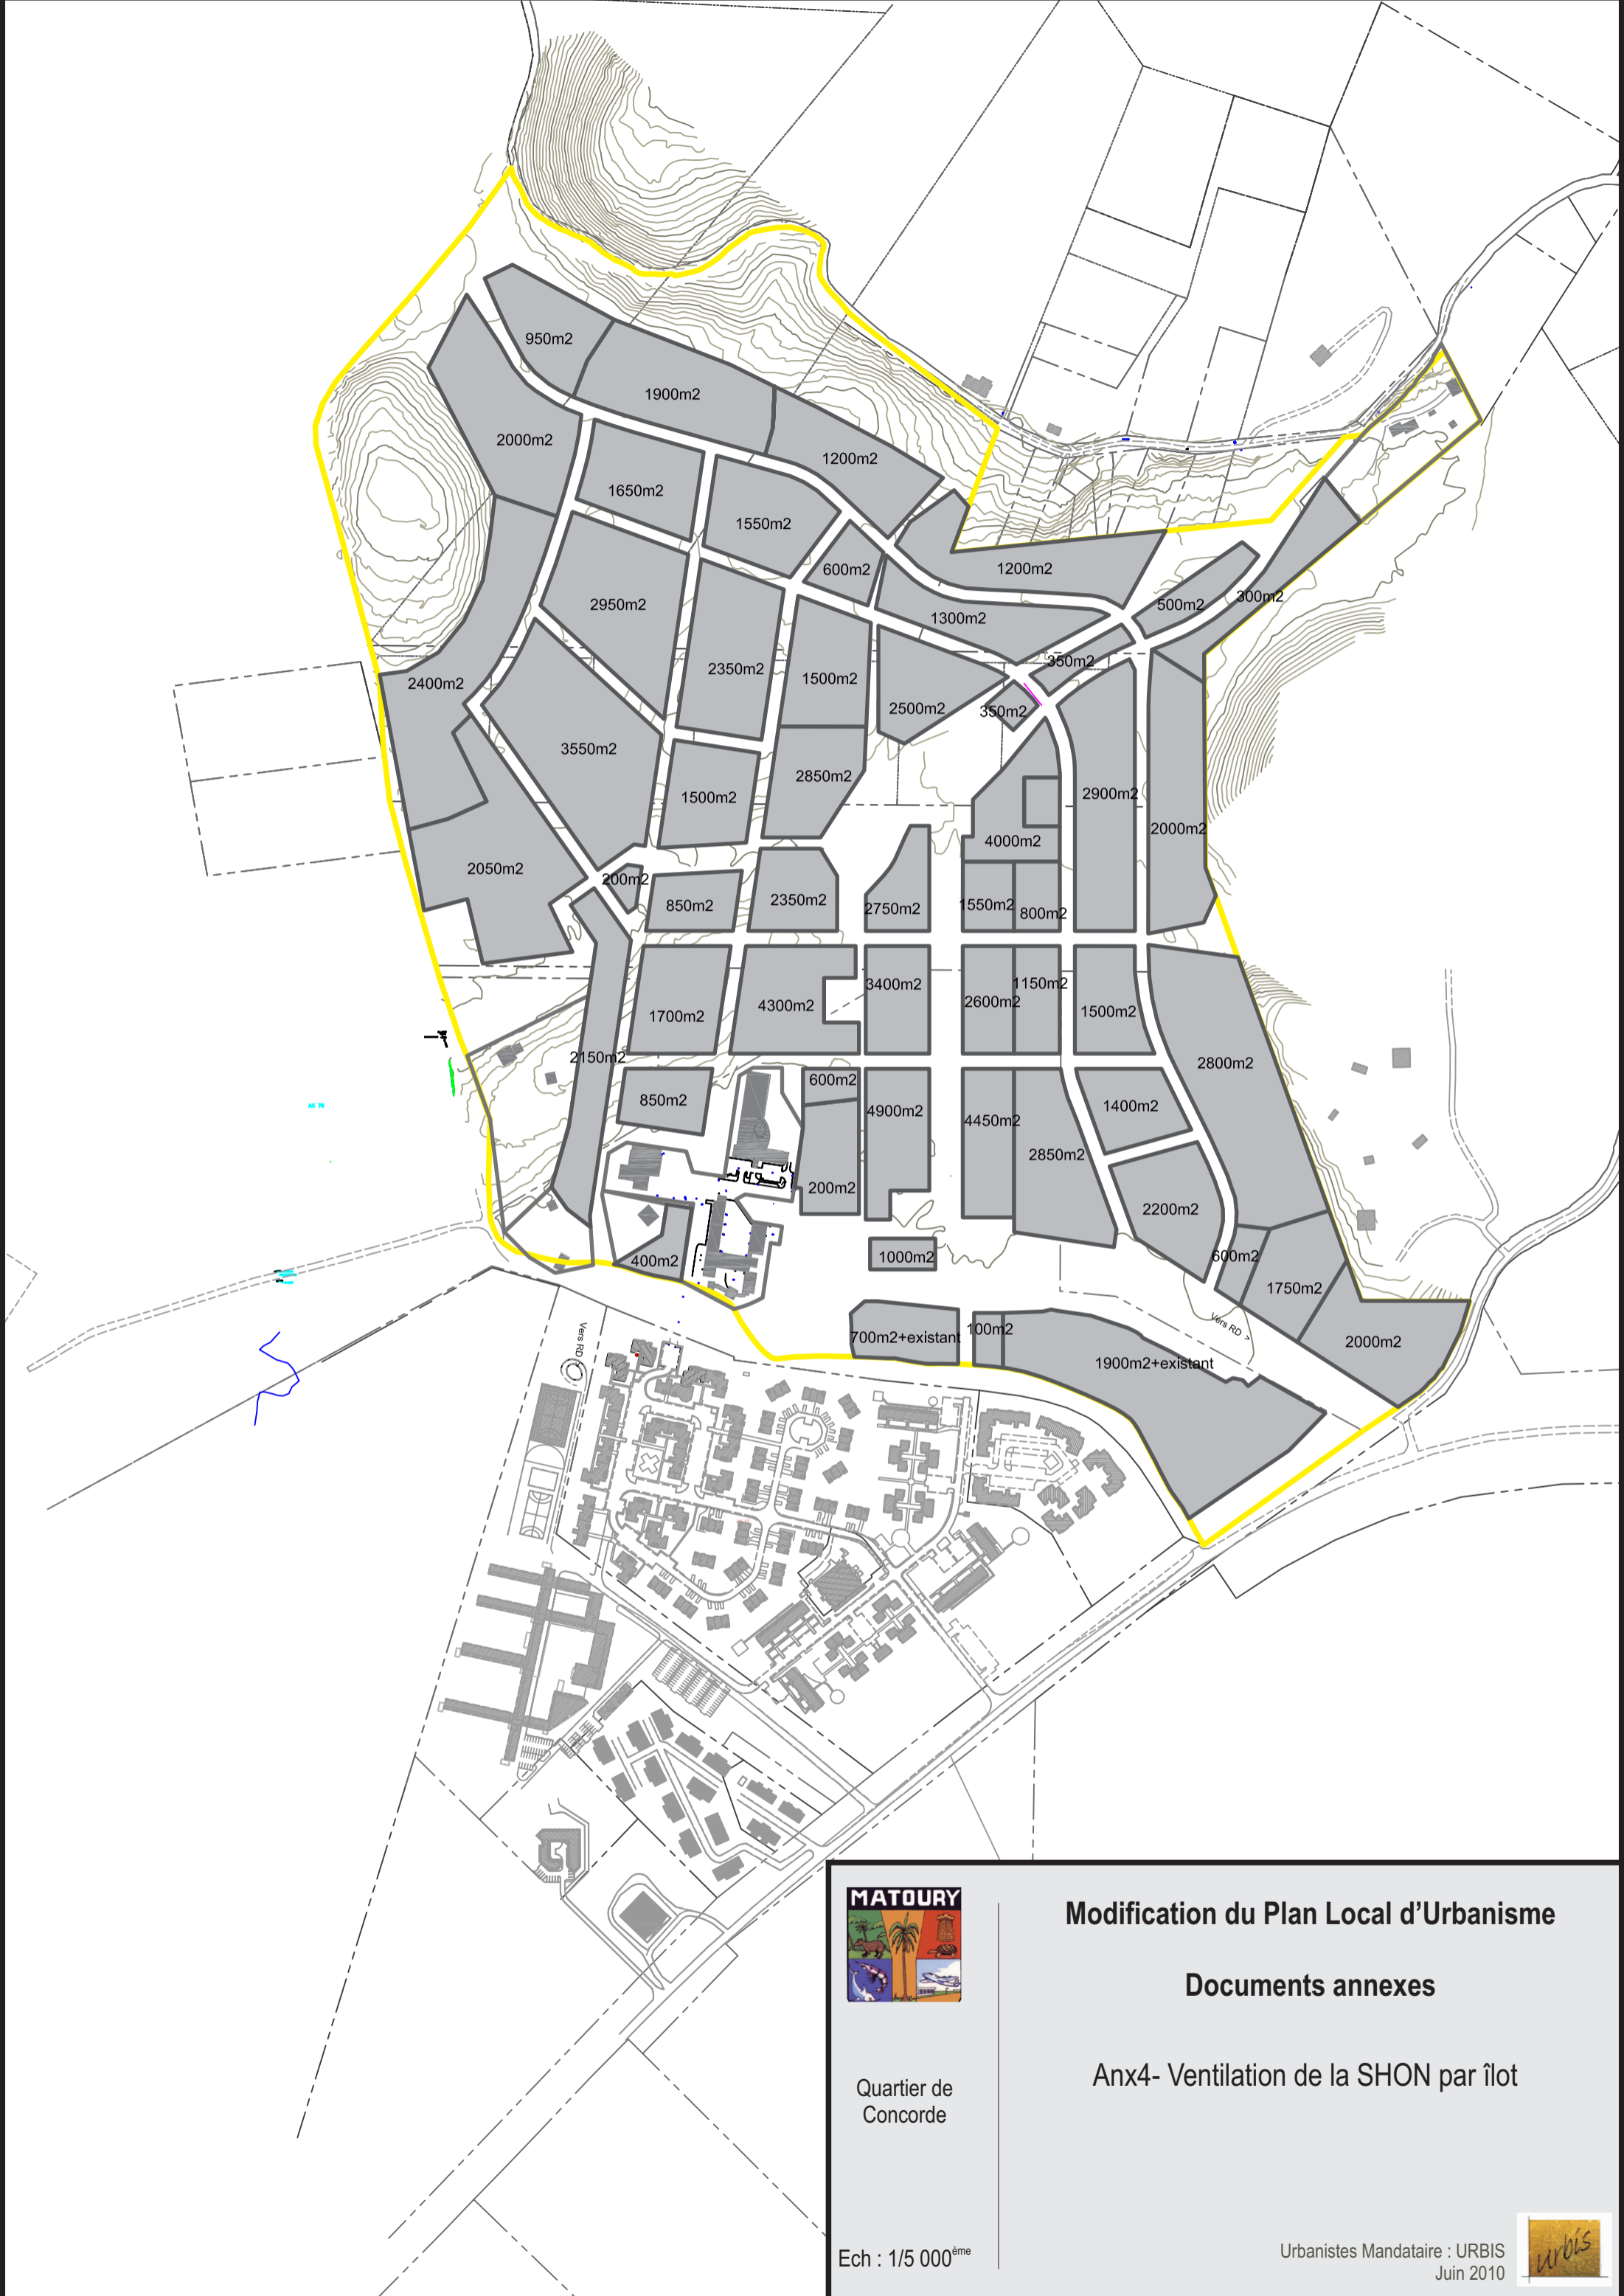 950m2
1900m2
2000m2
1200m2
1650m2
1550m2
600m2
1200m2
500m2
300m2
2950m2
1300m2
350m2
2350m2
1500m2
2400m2
2500m2
350m2
3550m2
2850m2
1500m2
2900m2
2000m2
4000m2
2050m2
200m2
850m2
2350m2
2750m2
1550m2
800m2
1700m2
4300m2
3400m2
2600m2
1150m2
1500m2
2150m2
2800m2
850m2
600m2
4900m2
4450m2
1400m2
2850m2
200m2
2200m2
400m2
1000m2
600m2
1750m2
Vers RD >
700m2+existant
100m2
1900m2+existant
2000m2
Vers RD
MATOURY
Modification du Plan Local d’Urbanisme
Documents annexes
Anx4- Ventilation de la SHON par îlot
Quartier de
Concorde
Ech : 1/5 000ème
Urbanistes Mandataire : URBIS
Juin 2010
urbis